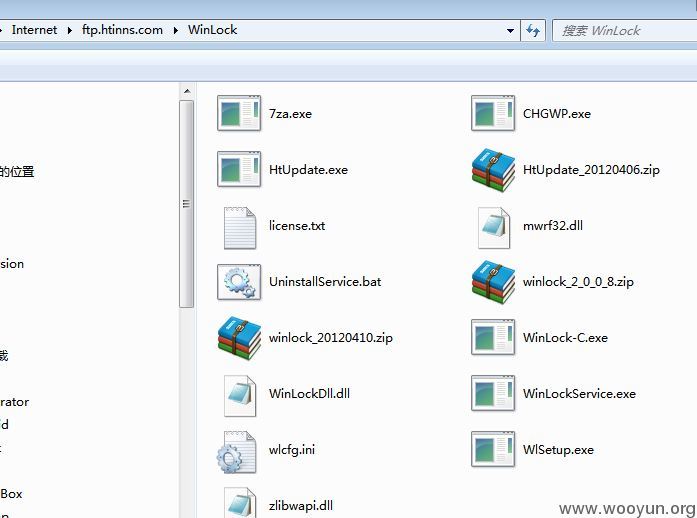 Internet ▸ ftp.htinns.com ▸ WinLock
搜索 WinLock
7za.exe
CHGWP.exe
的位置
HtUpdate.exe
HtUpdate_20120406.zip
license.txt
mwrf32.dll
sion
UninstallService.bat
winlock_2_0_0_8.zip
winlock_20120410.zip
WinLock-C.exe
载
WinLockDll.dll
WinLockService.exe
rator
d
wlcfg.ini
WlSetup.exe
Box
zlibwapi.dll
www.wooyun.org